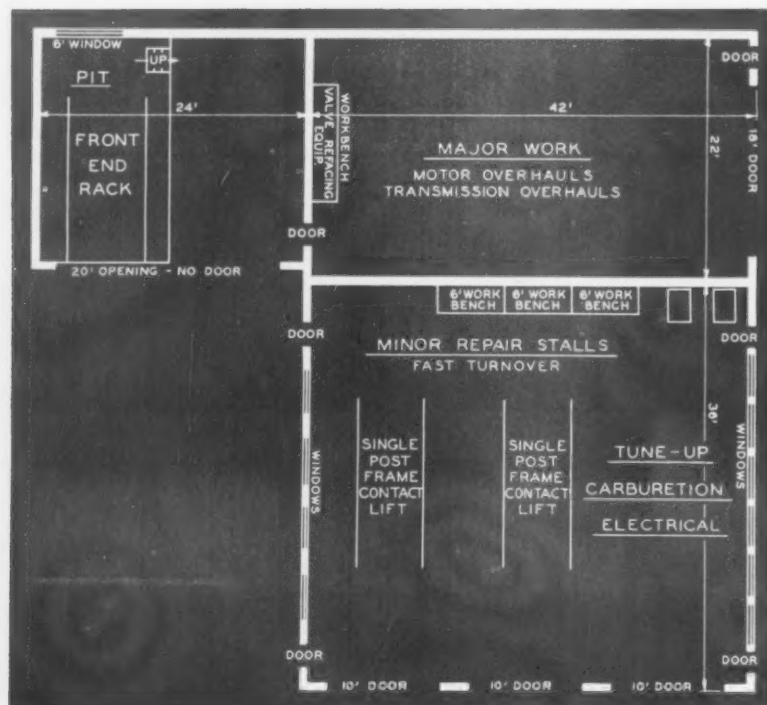 6' WINDOW
UP
PIT
24'
FRONT
END
RACK
20' OPENING - NO DOOR
WORKBENCH
VALVE REFACING
EQUIP.
42'
DOOR
22'
18' DOOR
MAJOR WORK
MOTOR OVERHAULS
TRANSMISSION OVERHAULS
DOOR
6' WORK
BENCH
6' WORK
BENCH
6' WORK
BENCH
DOOR
DOOR
MINOR REPAIR STALLS
FAST TURNOVER
36'
WINDOWS
SINGLE
POST
FRAME
CONTACT
LIFT
SINGLE
POST
FRAME
CONTACT
LIFT
TUNE-UP
CARBURETION
ELECTRICAL
WINDOWS
DOOR
DOOR
10' DOOR
10' DOOR
10' DOOR